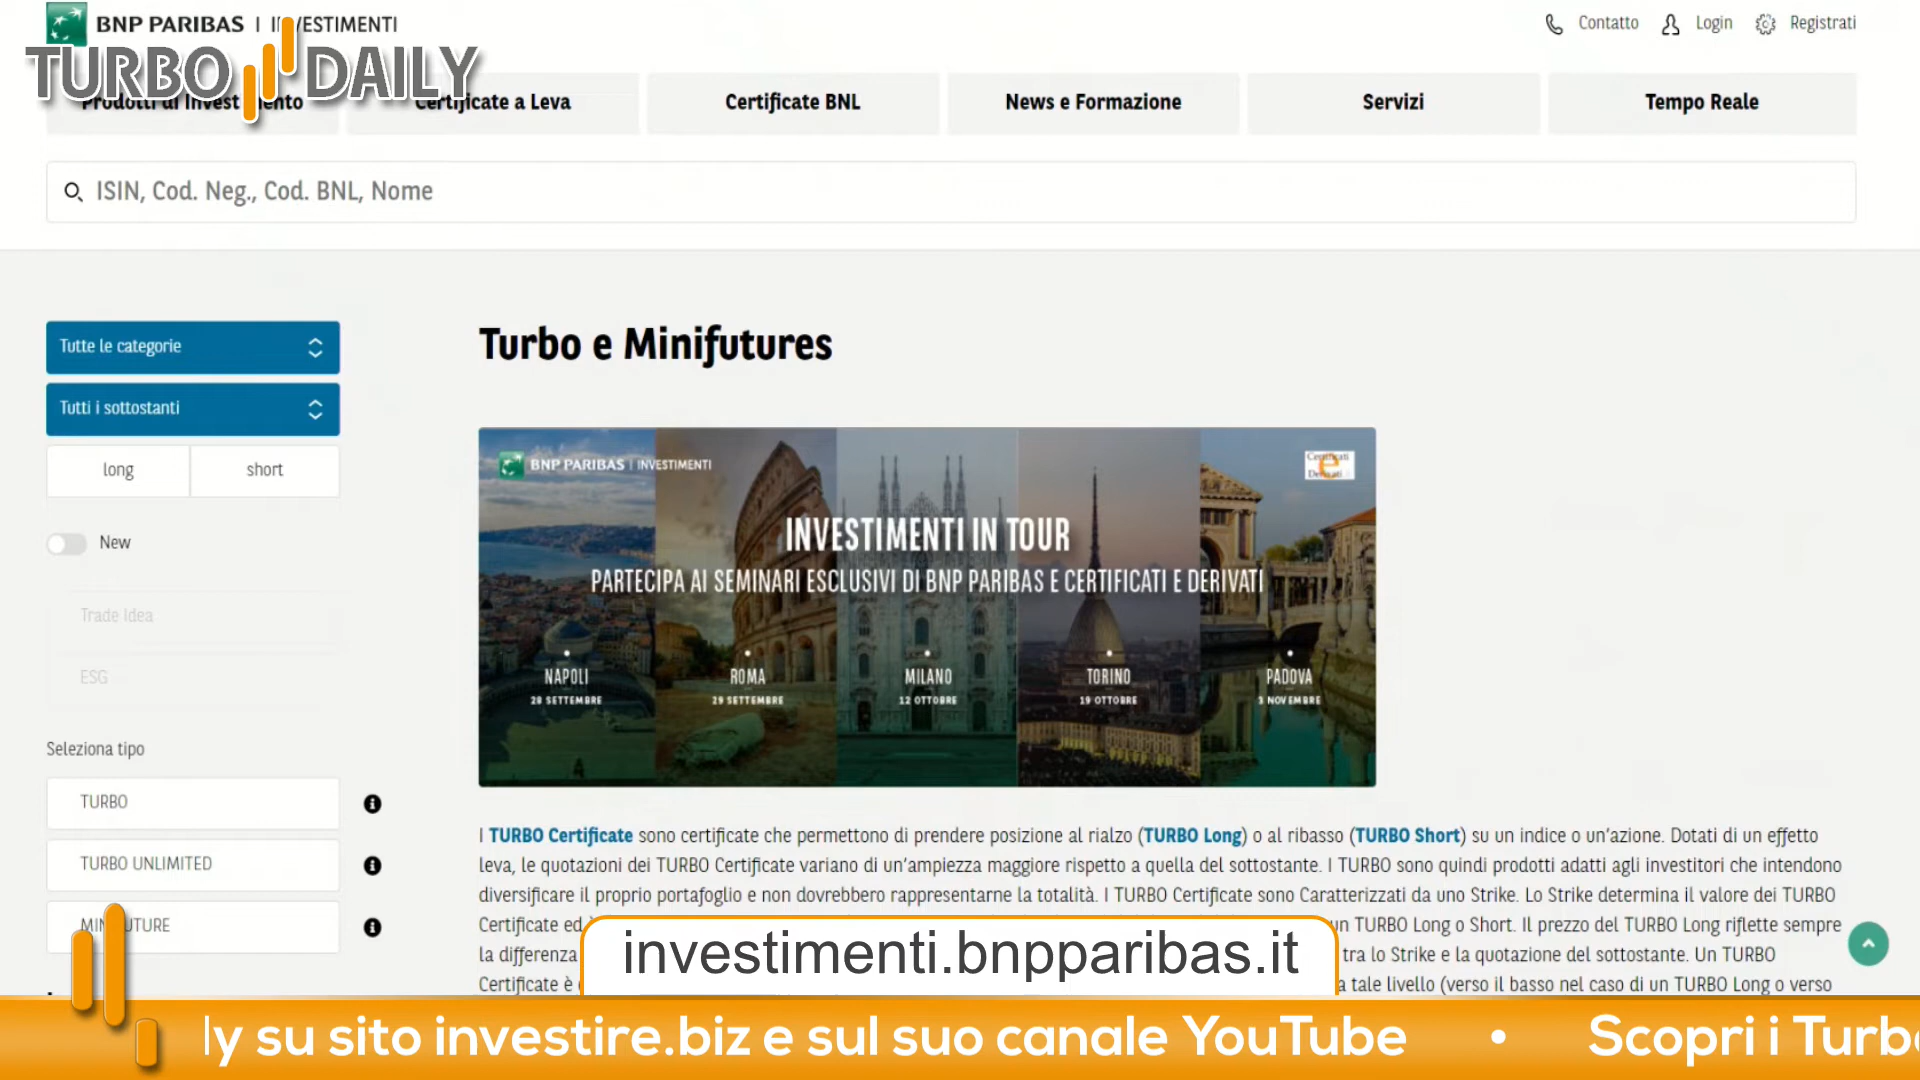 BNP PARIBAS | INVESTIMENTI
Contatto
Login
Registrati
TURBO DAILY
Prodotti di Investimento
Certificate a Leva
Certificate BNL
News e Formazione
Servizi
Tempo Reale
ISIN, Cod. Neg., Cod. BNL, Nome
Tutte le categorie
Tutti i sottostanti
long
short
New
Trade Idea
ESG
Seleziona tipo
TURBO
TURBO UNLIMITED
MINIFUTURE
Turbo e Minifutures
BNP PARIBAS | INVESTIMENTI
Certificati
e
Derivati
INVESTIMENTI IN TOUR
PARTECIPA AI SEMINARI ESCLUSIVI DI BNP PARIBAS E CERTIFICATI E DERIVATI
NAPOLI
28 SETTEMBRE
ROMA
29 SETTEMBRE
MILANO
12 OTTOBRE
TORINO
19 OTTOBRE
PADOVA
3 NOVEMBRE
I TURBO Certificate sono certificate che permettono di prendere posizione al rialzo (TURBO Long) o al ribasso (TURBO Short) su un indice o un'azione. Dotati di un effetto
leva, le quotazioni dei TURBO Certificate variano di un'ampiezza maggiore rispetto a quella del sottostante. I TURBO sono quindi prodotti adatti agli investitori che intendono
diversificare il proprio portafoglio e non dovrebbero rappresentarne la totalità. I TURBO Certificate sono Caratterizzati da uno Strike. Lo Strike determina il valore dei TURBO
Certificate ed è un TURBO Long o Short. Il prezzo del TURBO Long riflette sempre
la differenza tra lo Strike e la quotazione del sottostante. Un TURBO
Certificate è a tale livello (verso il basso nel caso di un TURBO Long o verso
investimenti.bnpparibas.it
ly su sito investire.biz e sul suo canale YouTube • Scopri i Turbo